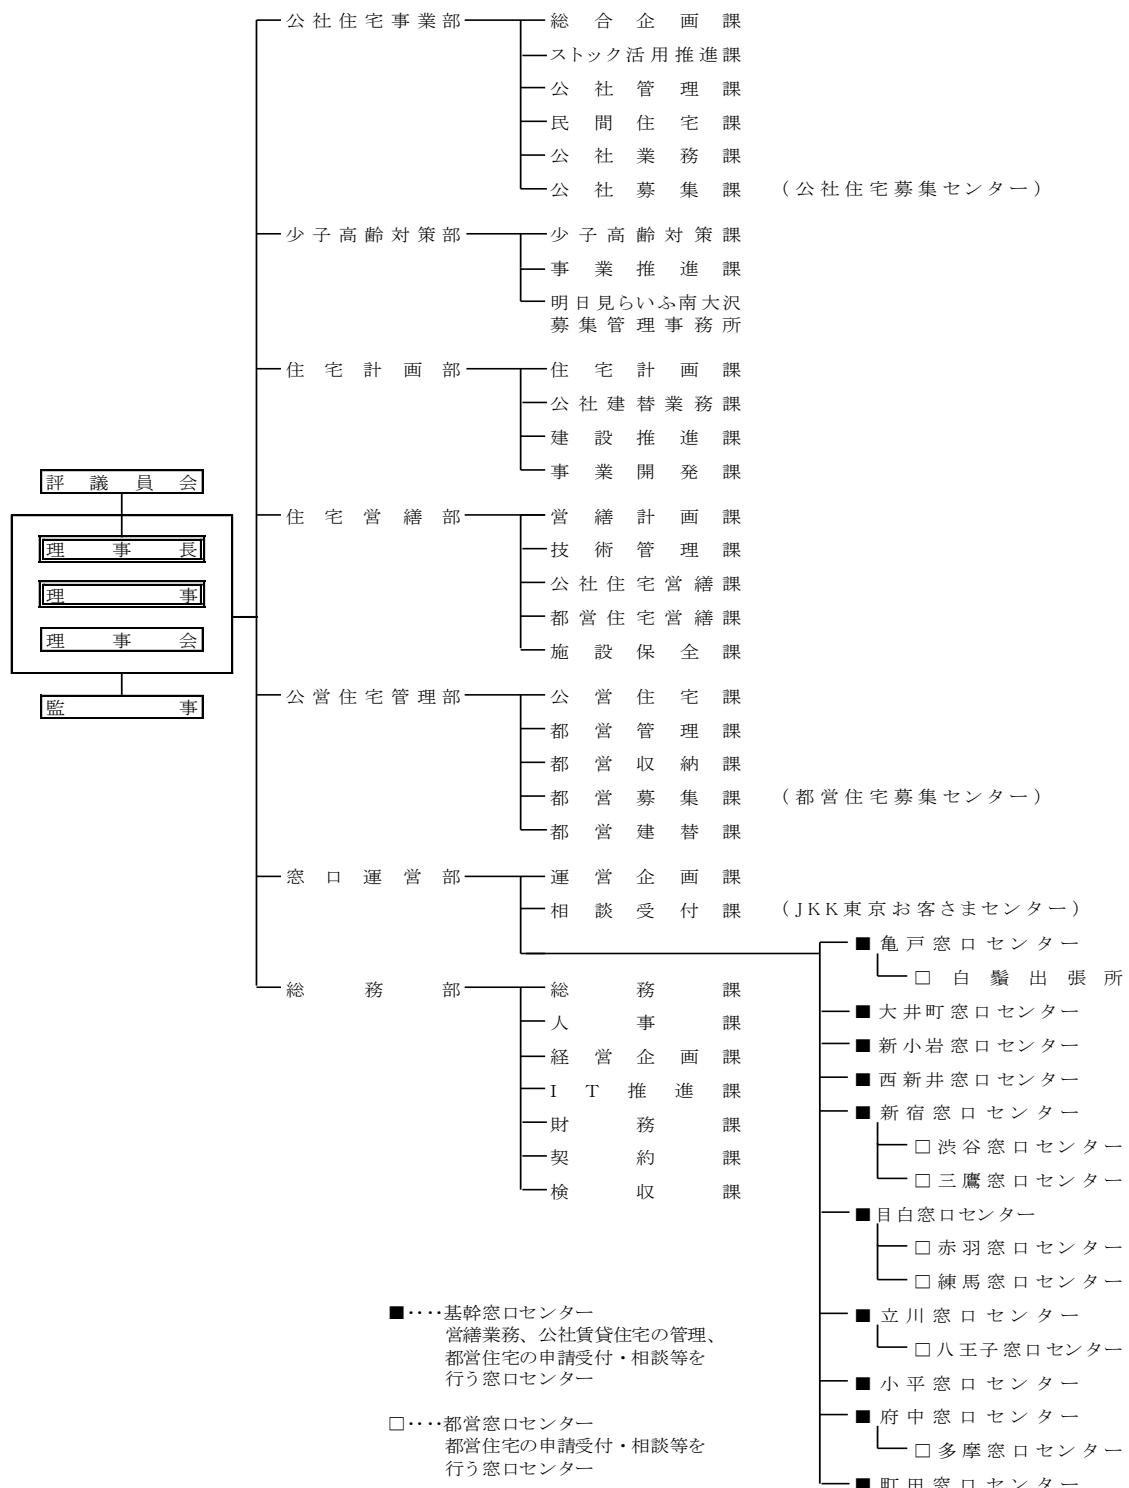 公社住宅事業部
総合企画課
ストック活用推進課
公社管理課
民間住宅課
公社業務課
公社募集課 (公社住宅募集センター)
少子高齢対策部
少子高齢対策課
事業推進課
明日見らいふ南大沢
募集管理事務所
住宅計画部
住宅計画課
公社建替業務課
建設推進課
事業開発課
評議員会
理事長
理事
理事会
監事
住宅営繕部
営繕計画課
技術管理課
公社住宅営繕課
都営住宅営繕課
施設保全課
公営住宅管理部
公営住宅課
都営管理課
都営収納課
都営募集課 (都営住宅募集センター)
都営建替課
窓口運営部
運営企画課
相談受付課 (JKK東京お客さまセンター)
■亀戸窓口センター
□白鬚出張所
■大井町窓口センター
■新小岩窓口センター
■西新井窓口センター
■新宿窓口センター
□渋谷窓口センター
□三鷹窓口センター
■目白窓口センター
□赤羽窓口センター
□練馬窓口センター
■立川窓口センター
□八王子窓口センター
■小平窓口センター
■府中窓口センター
□多摩窓口センター
■町田窓口センター
総務部
総務課
人事課
経営企画課
IT推進課
財務課
契約課
検収課
■‥‥基幹窓口センター
営繕業務、公社賃貸住宅の管理、
都営住宅の申請受付・相談等を
行う窓口センター
□‥‥都営窓口センター
都営住宅の申請受付・相談等を
行う窓口センター